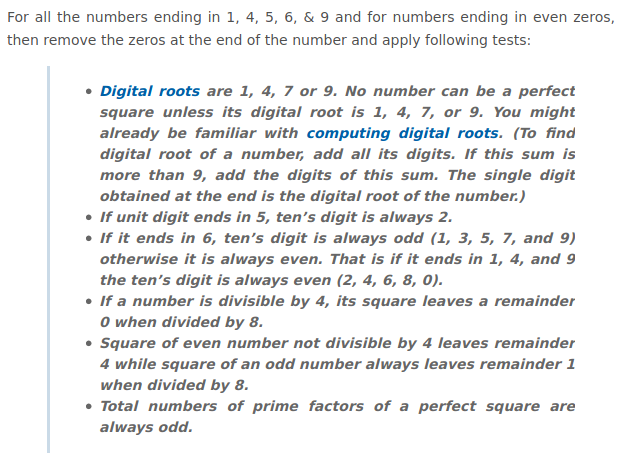 For all the numbers ending in 1, 4, 5, 6, & 9 and for numbers ending in even zeros,
then remove the zeros at the end of the number and apply following tests:
• Digital roots are 1, 4, 7 or 9. No number can be a perfect
square unless its digital root is 1, 4, 7, or 9. You might
already be familiar with computing digital roots. (To find
digital root of a number, add all its digits. If this sum is
more than 9, add the digits of this sum. The single digit
obtained at the end is the digital root of the number.)
• If unit digit ends in 5, ten’s digit is always 2.
• If it ends in 6, ten’s digit is always odd (1, 3, 5, 7, and 9)
otherwise it is always even. That is if it ends in 1, 4, and 9
the ten’s digit is always even (2, 4, 6, 8, 0).
• If a number is divisible by 4, its square leaves a remainder
0 when divided by 8.
• Square of even number not divisible by 4 leaves remainder
4 while square of an odd number always leaves remainder 1
when divided by 8.
• Total numbers of prime factors of a perfect square are
always odd.